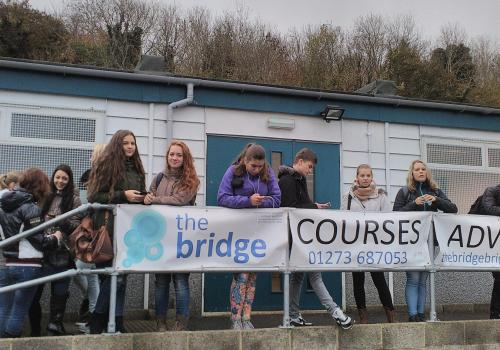 the
bridge
COURSES
01273 687053
ADV
thebridgebri